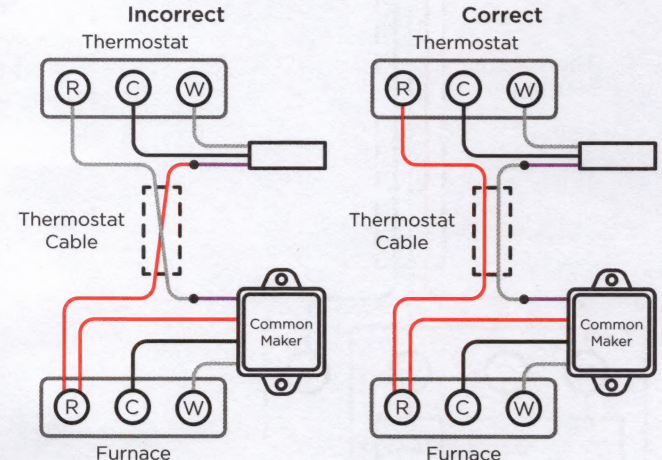 Incorrect
Thermostat
R C W
Thermostat
Cable
Common
Maker
R C W
Furnace
Correct
Thermostat
R C W
Thermostat
Cable
Common
Maker
R C W
Furnace